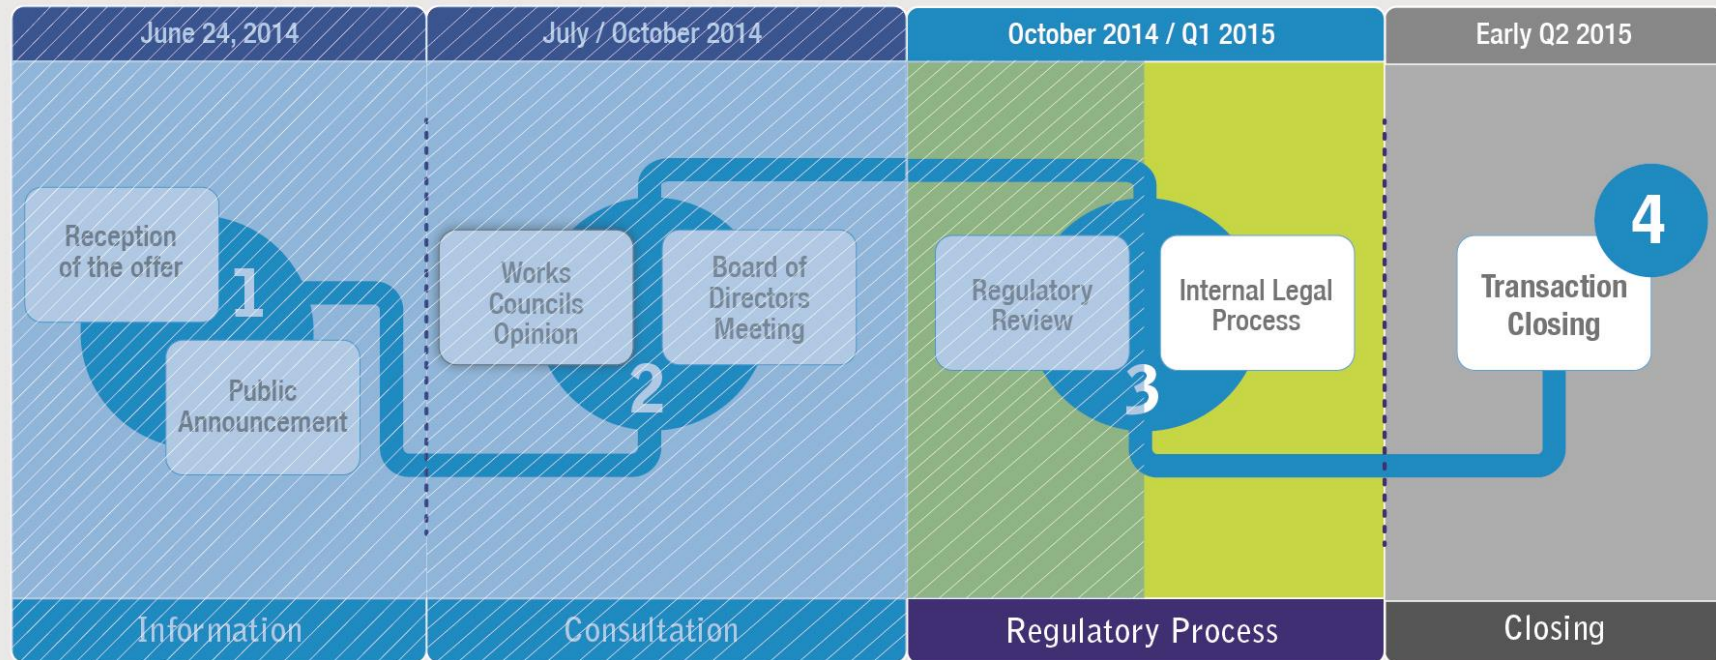 June 24, 2014
July / October 2014
October 2014 / Q1 2015
Early Q2 2015
Reception
of the offer
1
Public
Announcement
Works
Councils
Opinion
Board of
Directors
Meeting
2
Regulatory
Review
Internal Legal
Process
3
4
Transaction
Closing
Information
Consultation
Regulatory Process
Closing